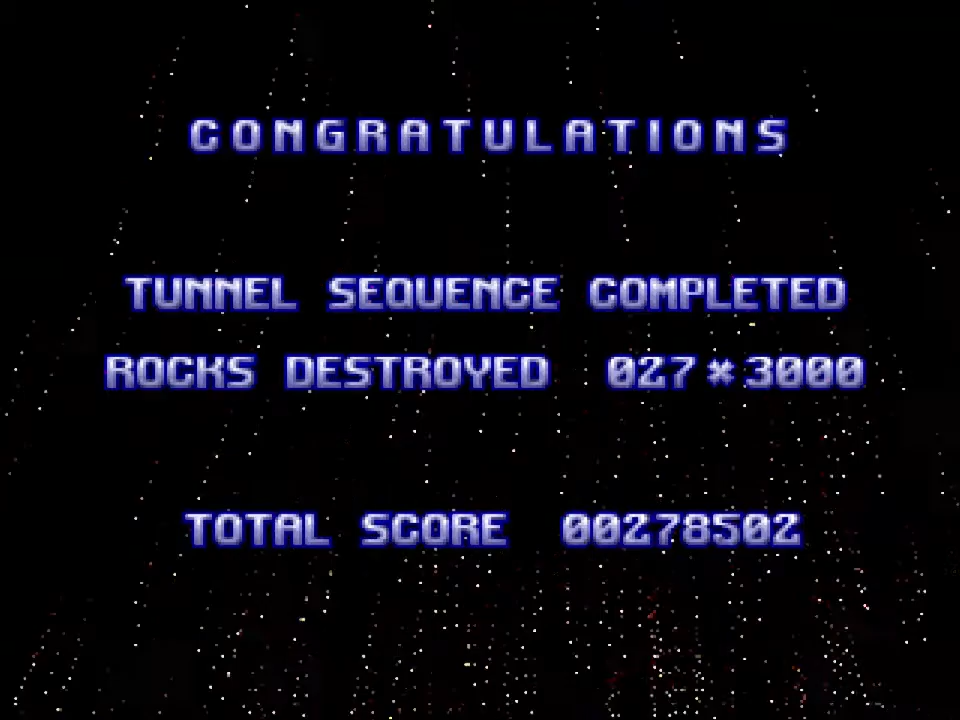 CONGRATULATIONS
TUNNEL SEQUENCE COMPLETED
ROCKS DESTROYED 027*3000
TOTAL SCORE 00278502